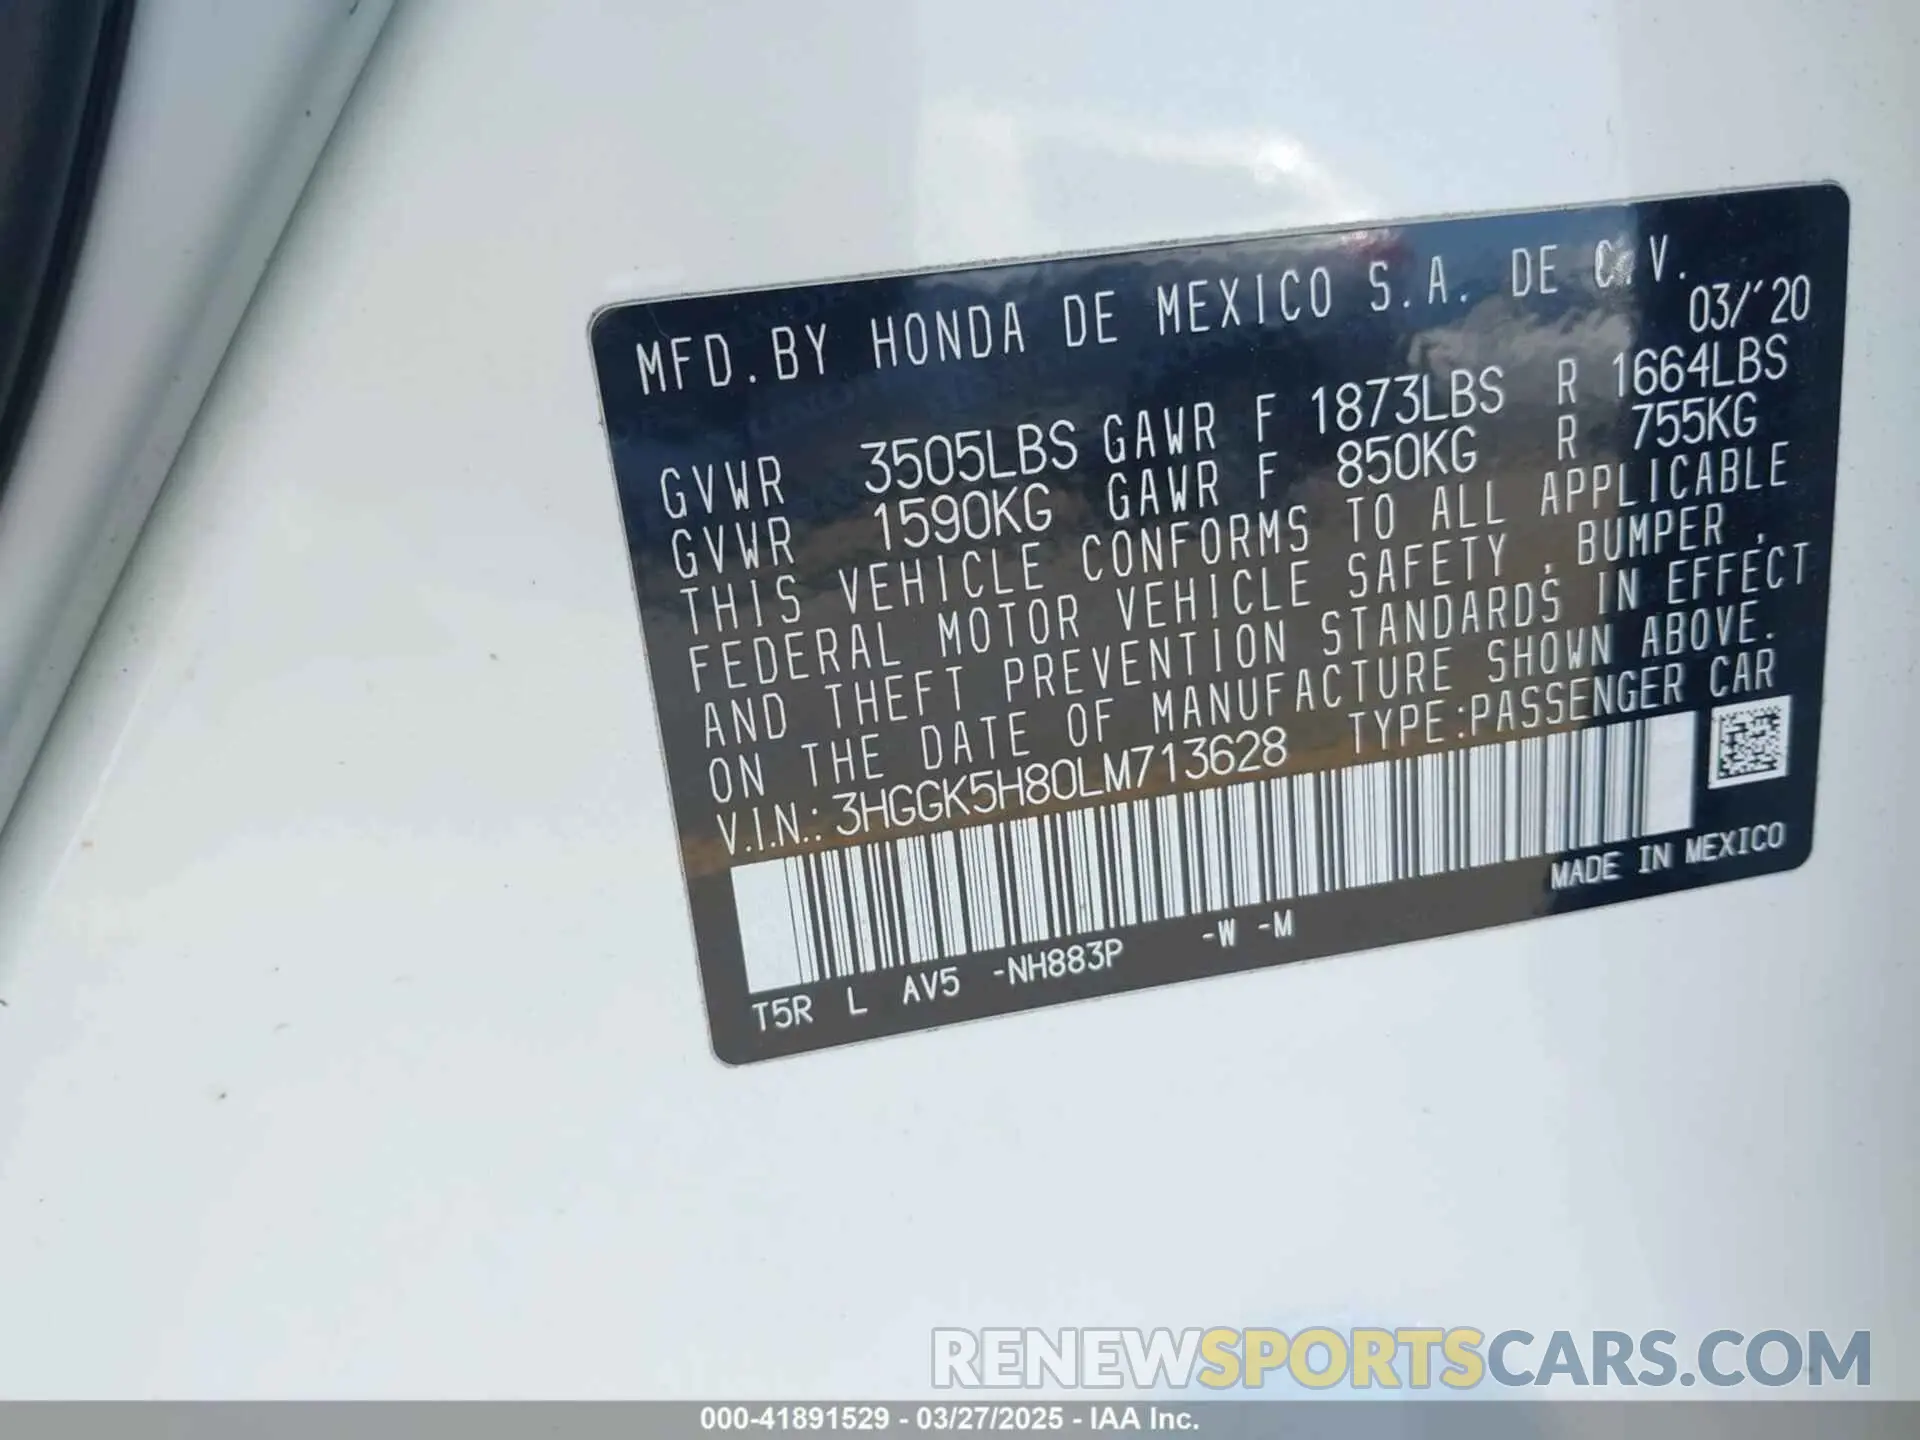 MFD. BY HONDA DE MEXICO S.A. DE C.V.
03/'20
GVWR 3505LBS GAWR F 1873LBS R 1664LBS
GVWR 1590KG GAWR F 850KG R 755KG
THIS VEHICLE CONFORMS TO ALL APPLICABLE
FEDERAL MOTOR VEHICLE SAFETY, BUMPER,
AND THEFT PREVENTION STANDARDS IN EFFECT
ON THE DATE OF MANUFACTURE SHOWN ABOVE.
V.I.N.: 3HGGK5H80LM713628 TYPE:PASSENGER CAR
MADE IN MEXICO
T5R L AV5 -NH883P -W -M
RENEWSPORTSCARS.COM
000-41891529 - 03/27/2025 - IAA Inc.